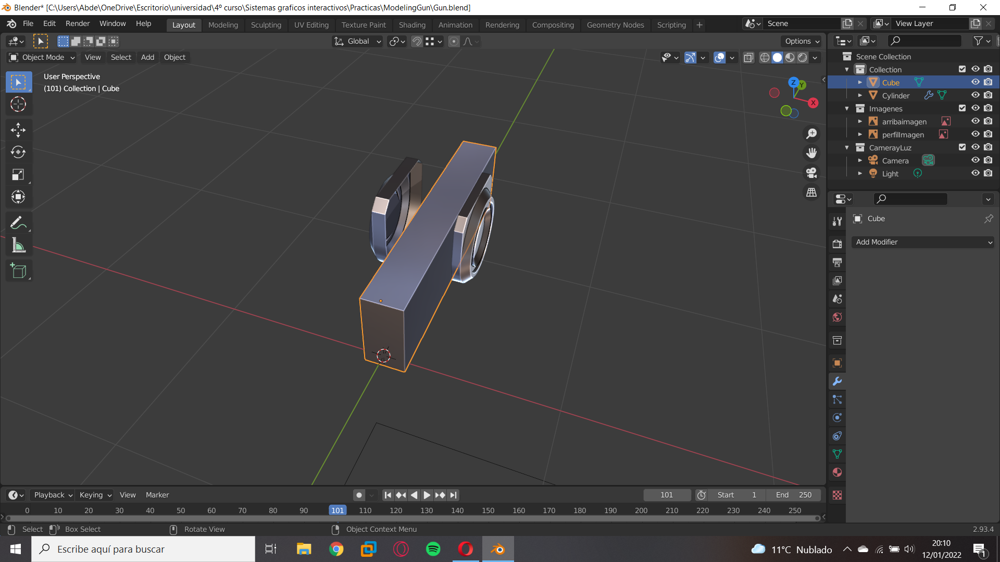 Blender* [C:\Users\Abde\OneDrive\Escritorio\universidad\4º curso\Sistemas graficos interactivos\Practicas\ModelingGun\Gun.blend]
File Edit Render Window Help Layout Modeling Sculpting UV Editing Texture Paint Shading Animation Rendering Compositing Geometry Nodes Scripting + Scene View Layer
Global Options
Object Mode View Select Add Object
Scene Collection
Collection
Cube
Cylinder
Imagenes
arribaimagen
perfilImagen
CamerayLuz
Camera
Light
User Perspective
(101) Collection | Cube
Z Y X
Cube
Add Modifier
Playback Keying View Marker 101 Start 1 End 250
0 10 20 30 40 50 60 70 80 90 101 110 120 130 140 150 160 170 180 190 200 210 220 230 240 250
Select Box Select Rotate View Object Context Menu 2.93.4
Escribe aquí para buscar
11°C Nublado
20:10
12/01/2022
1